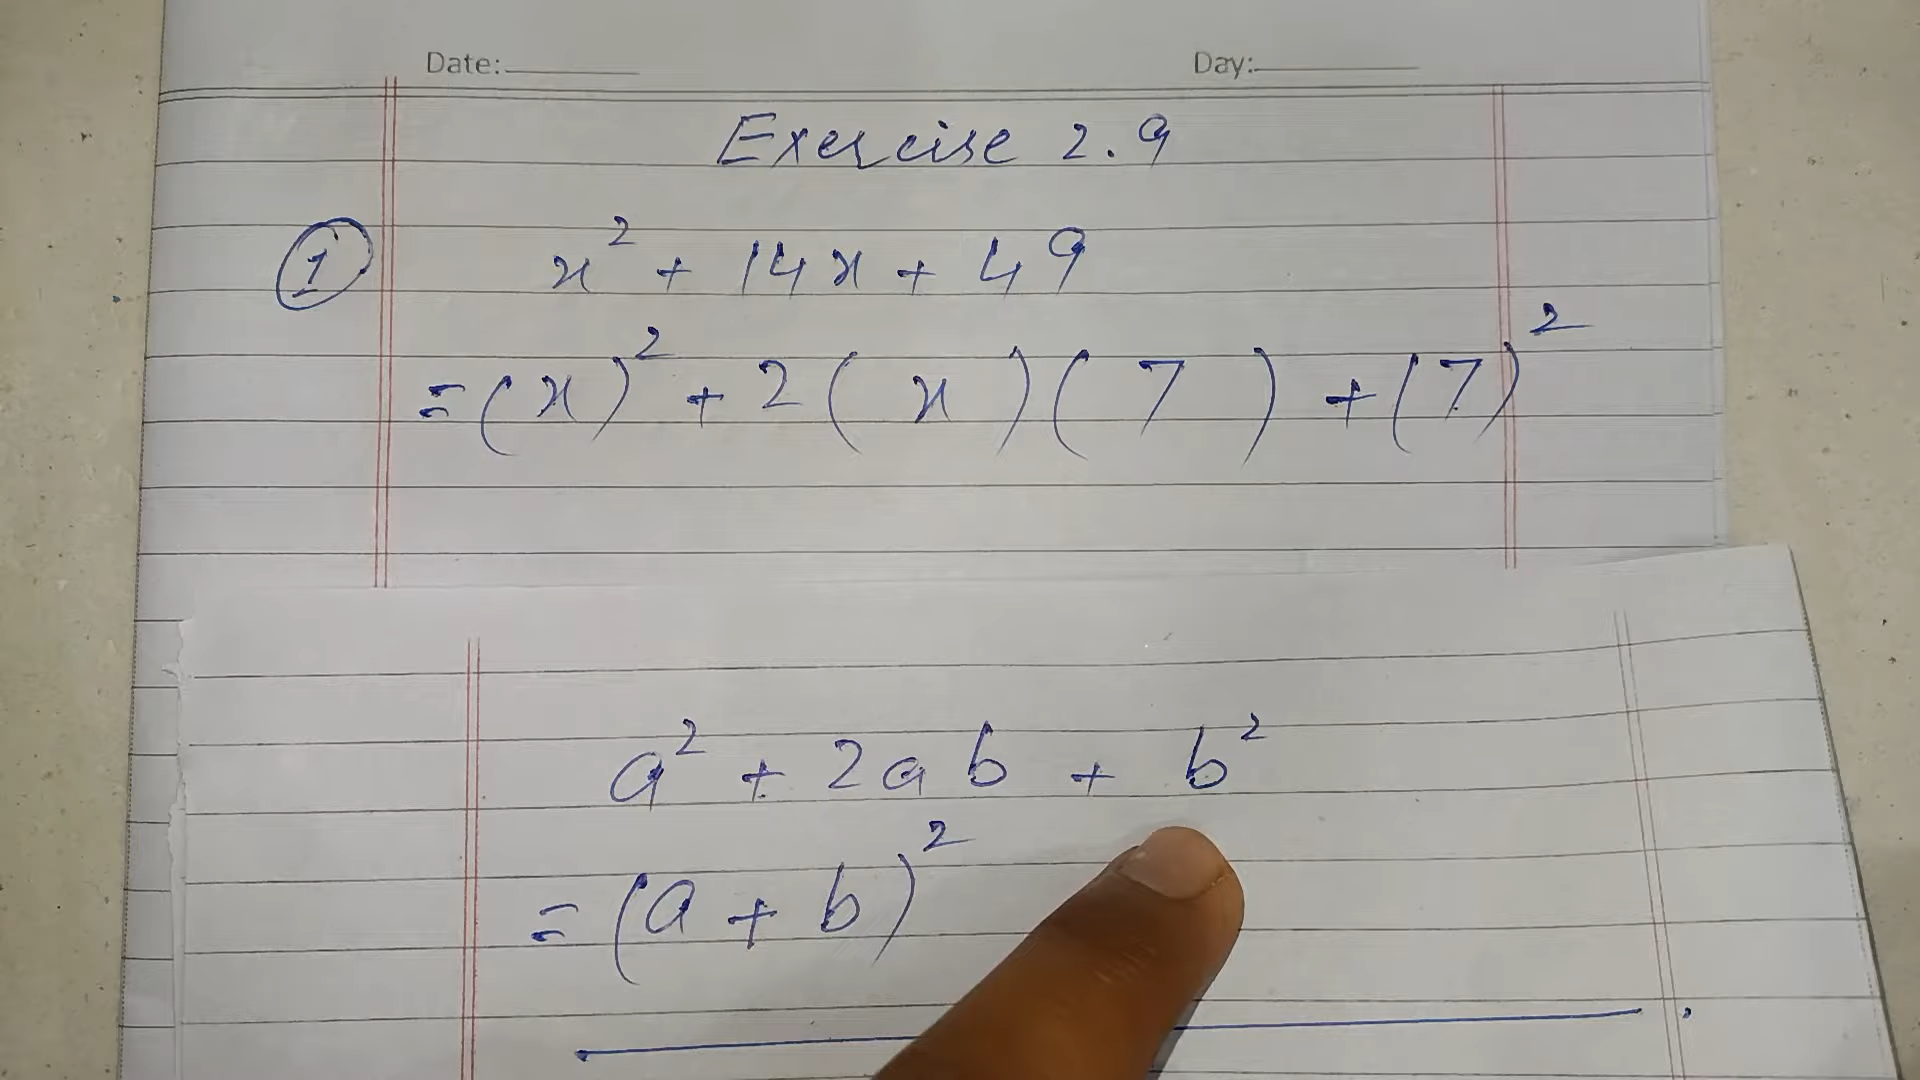 Date: Day:
Exercise 2.9
① x² + 14x + 49
= (x)² + 2(x)(7) + (7)²
a² + 2ab + b²
= (a + b)²